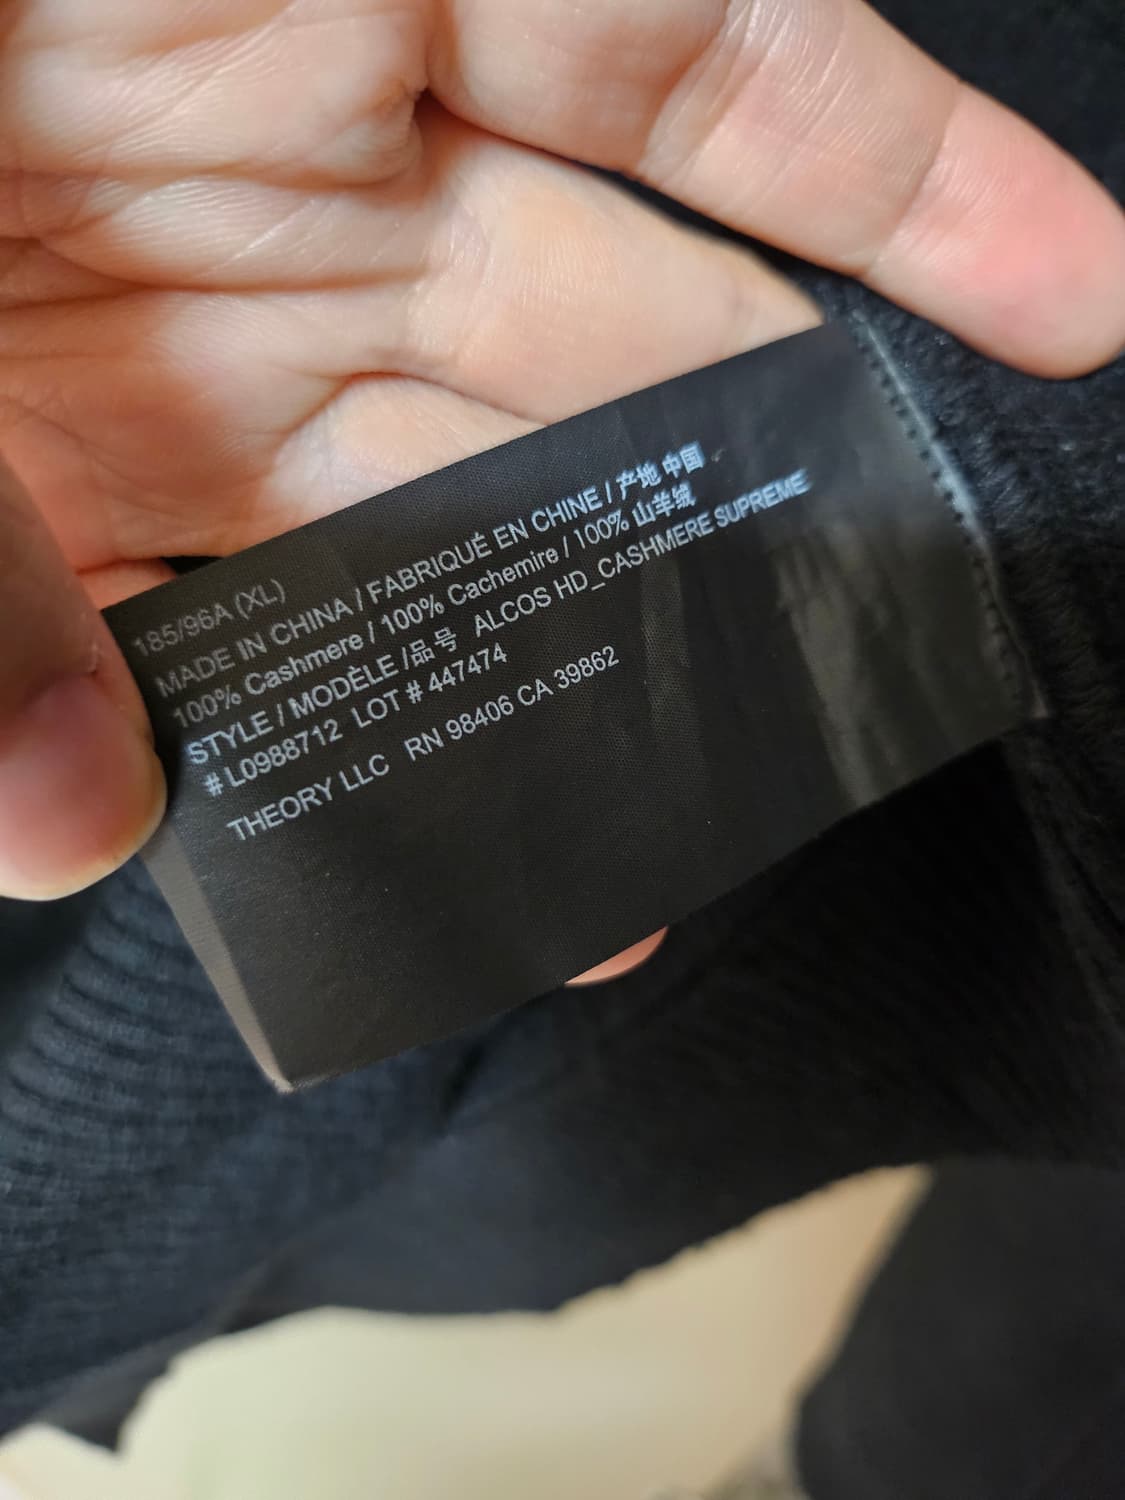 185/96A (XL)
MADE IN CHINA / FABRIQUÉ EN CHINE / 产地 中国
100% Cashmere / 100% Cachemire / 100% 山羊绒
STYLE / MODÈLE /品号 ALCOS HD_CASHMERE SUPREME
# L0988712 LOT # 447474
THEORY LLC RN 98406 CA 39862